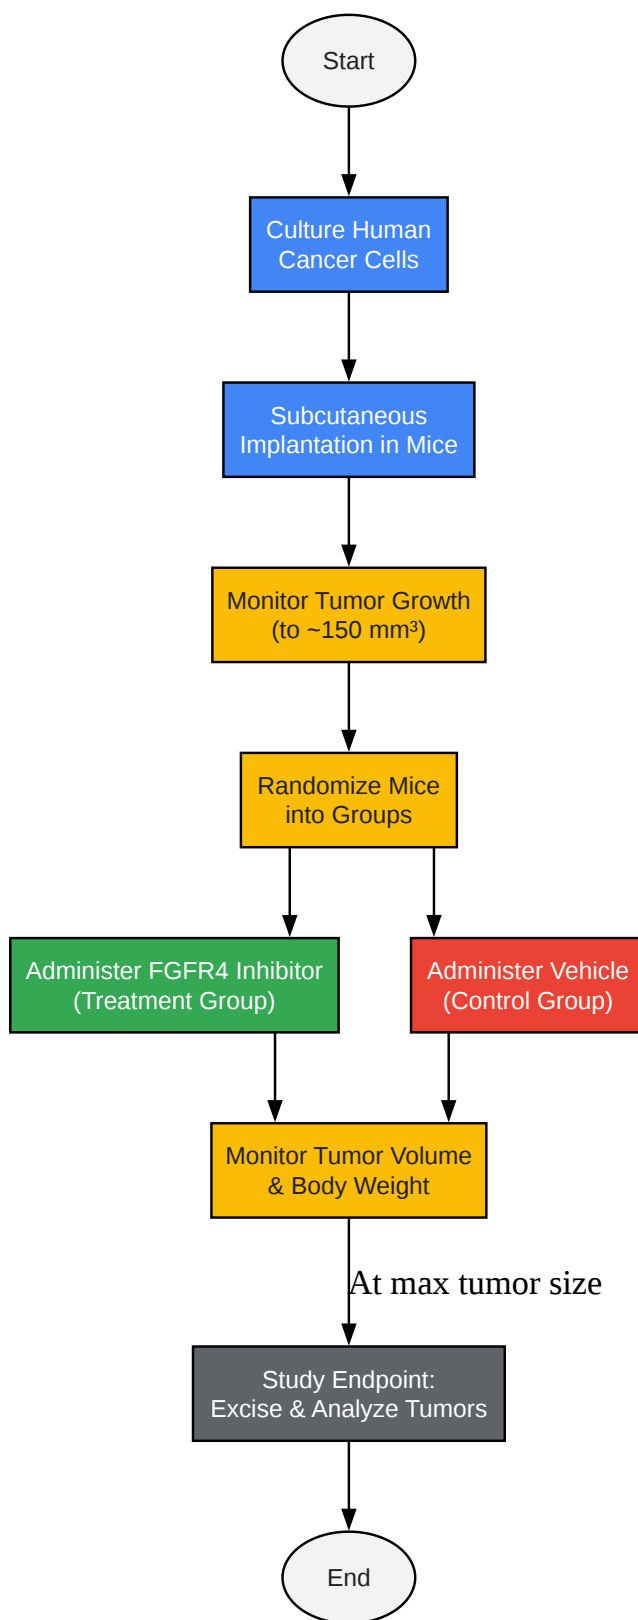 Start
Culture Human
Cancer Cells
Subcutaneous
Implantation in Mice
Monitor Tumor Growth
(to ~150 mm³)
Randomize Mice
into Groups
Administer FGFR4 Inhibitor
(Treatment Group)
Administer Vehicle
(Control Group)
Monitor Tumor Volume
& Body Weight
At max tumor size
Study Endpoint:
Excise & Analyze Tumors
End